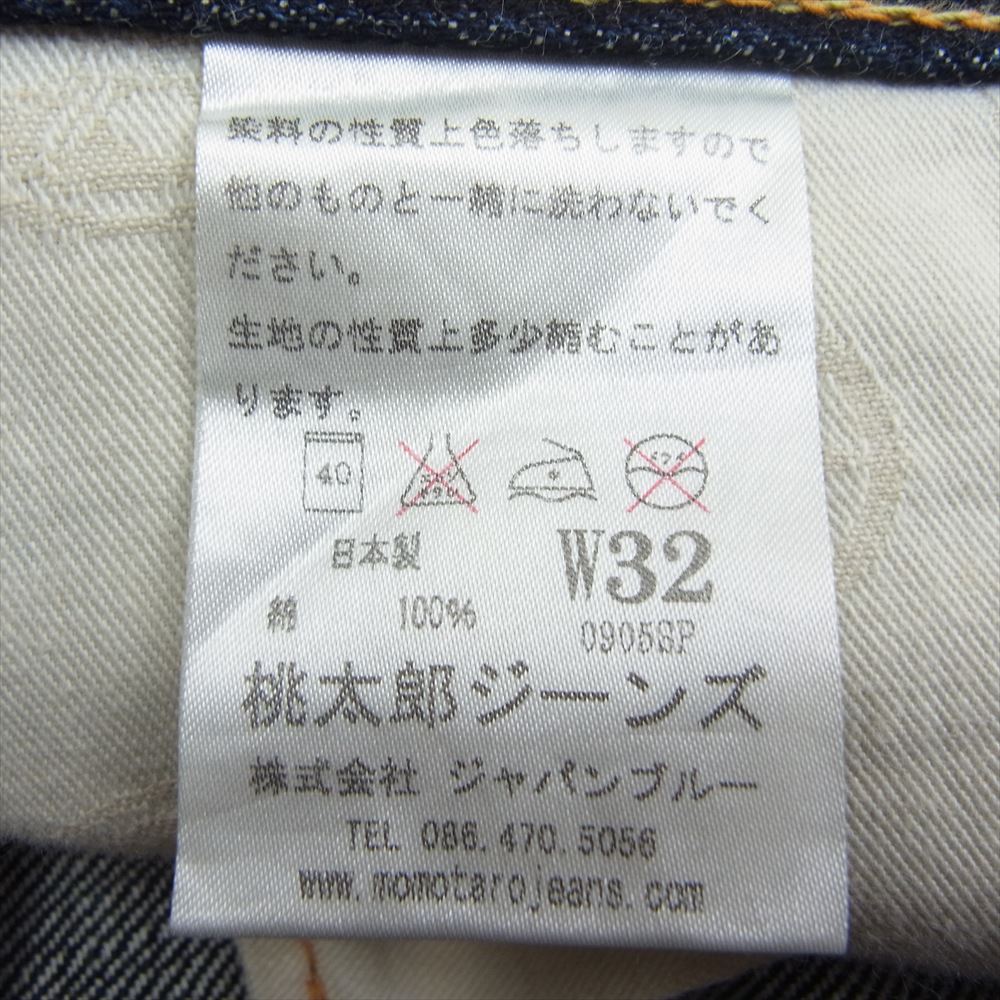 染料の性質上色落ちしますので
他のものと一緒に洗わないでく
ださい。
生地の性質上多少縮むことがあ
ります。
40
日本製
W32
綿 100%
0905SP
桃太郎ジーンズ
株式会社 ジャパンブルー
TEL 086.470.5056
www.momotarojeans.com